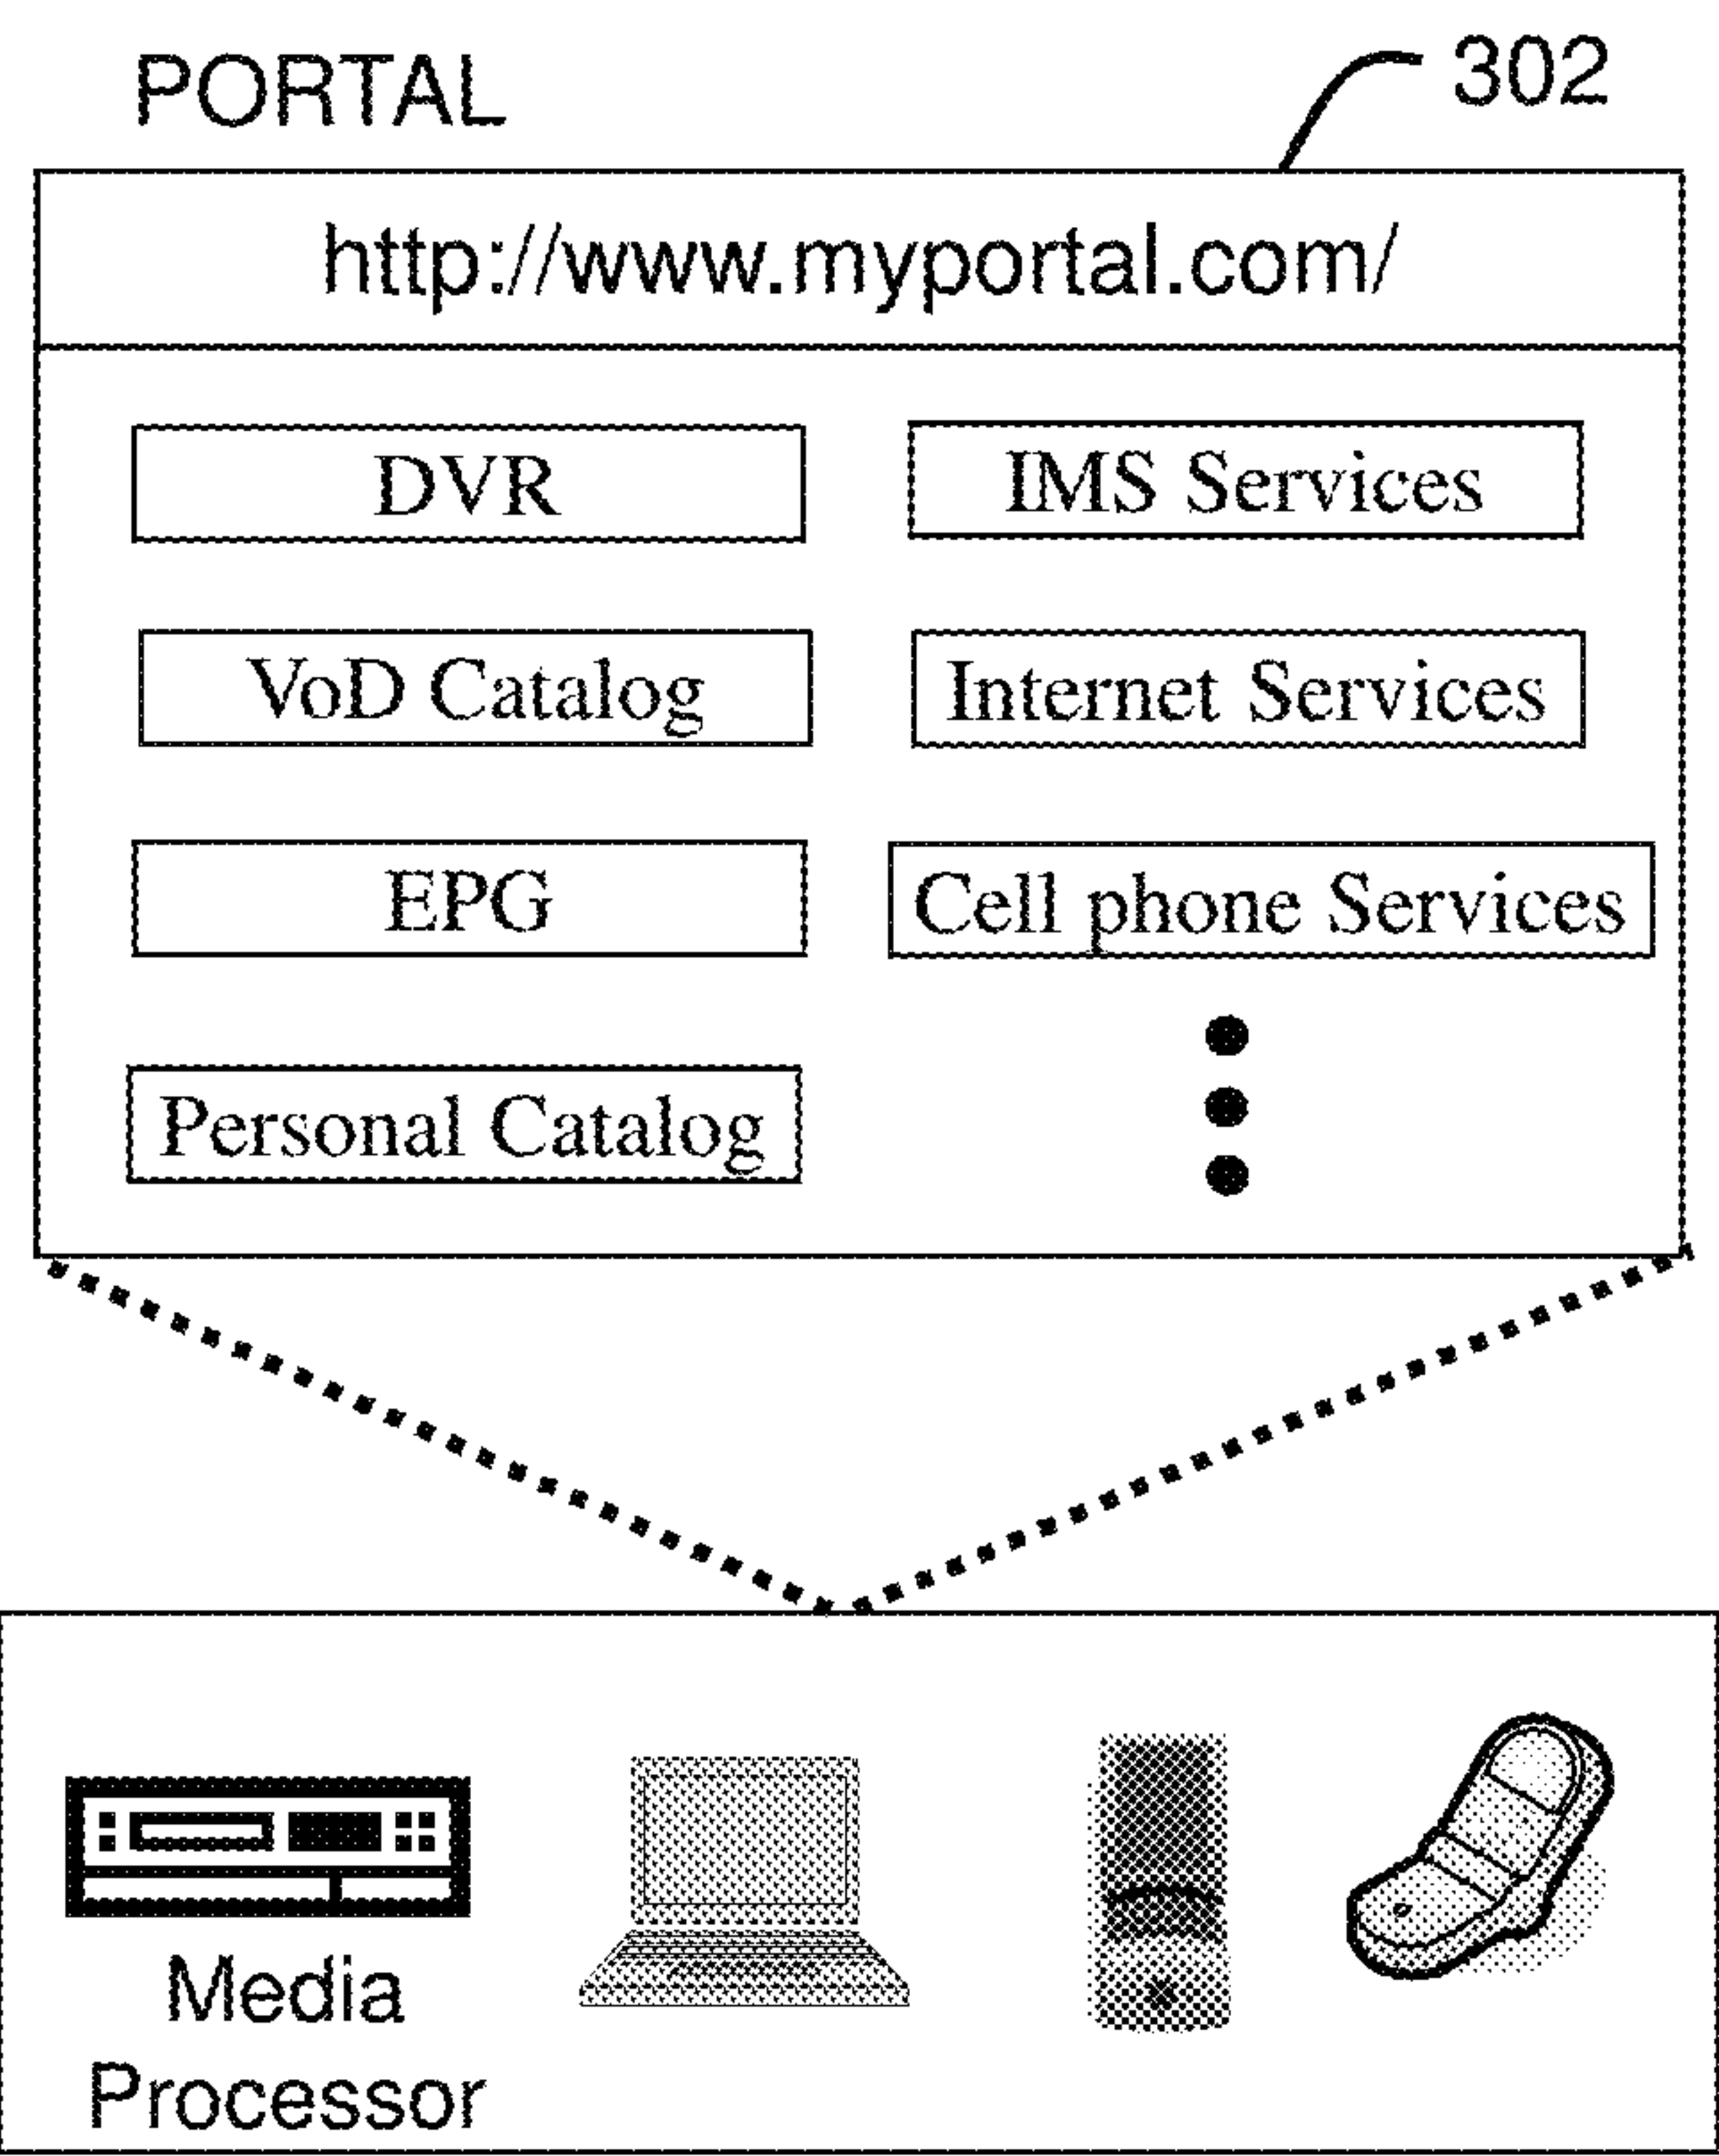 PORTAL
302
http://www.myportal.com/
DVR
IMS Services
VoD Catalog
Internet Services
EPG
Cell phone Services
Personal Catalog
Media
Processor